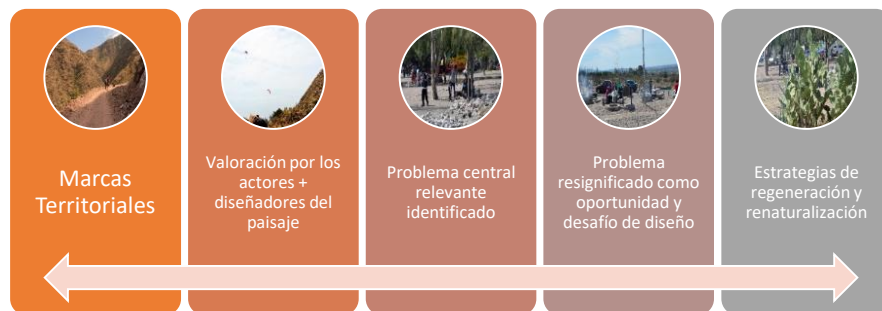 Marcas
Territoriales
Valoración por los
actores +
diseñadores del
paisaje
Problema central
relevante
identificado
Problema
resignificado como
oportunidad y
desafío de diseño
Estrategias de
regeneración y
renaturalización